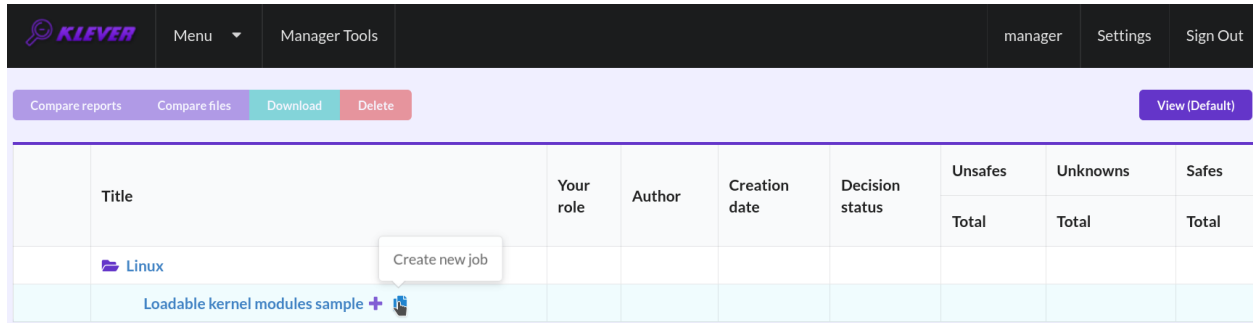 KLEVER Menu Manager Tools manager Settings Sign Out
Compare reports Compare files Download Delete View (Default)
Title Your role Author Creation date Decision status Unsafes Unknowns Safes
Total Total Total
Create new job
Linux
Loadable kernel modules sample